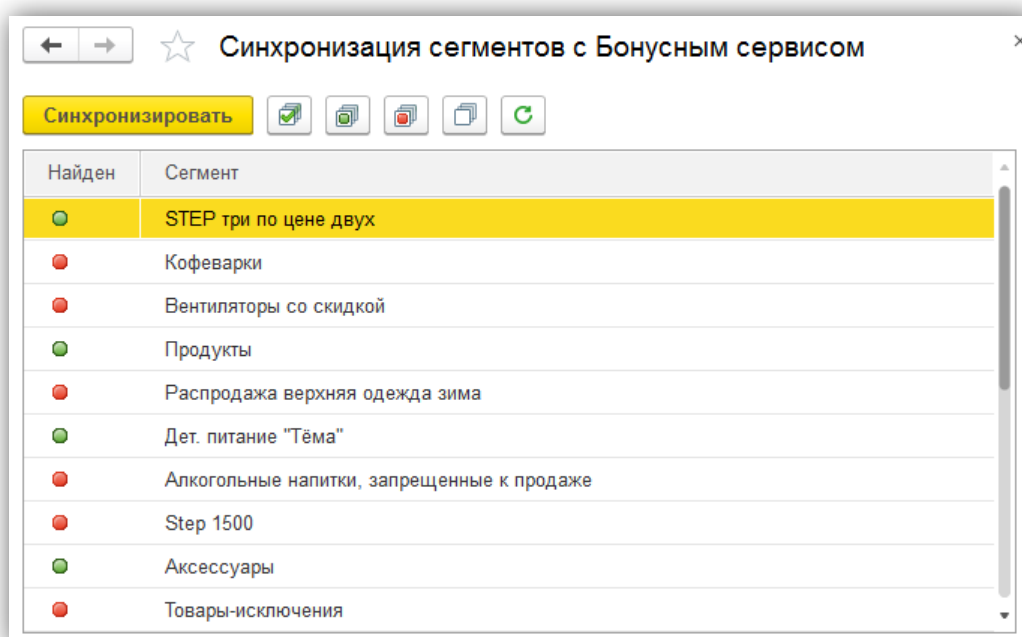 Синхронизация сегментов с Бонусным сервисом
Синхронизировать
Найден Сегмент
STEP три по цене двух
Кофеварки
Вентиляторы со скидкой
Продукты
Распродажа верхняя одежда зима
Дет. питание "Тёма"
Алкогольные напитки, запрещенные к продаже
Step 1500
Аксессуары
Товары-исключения